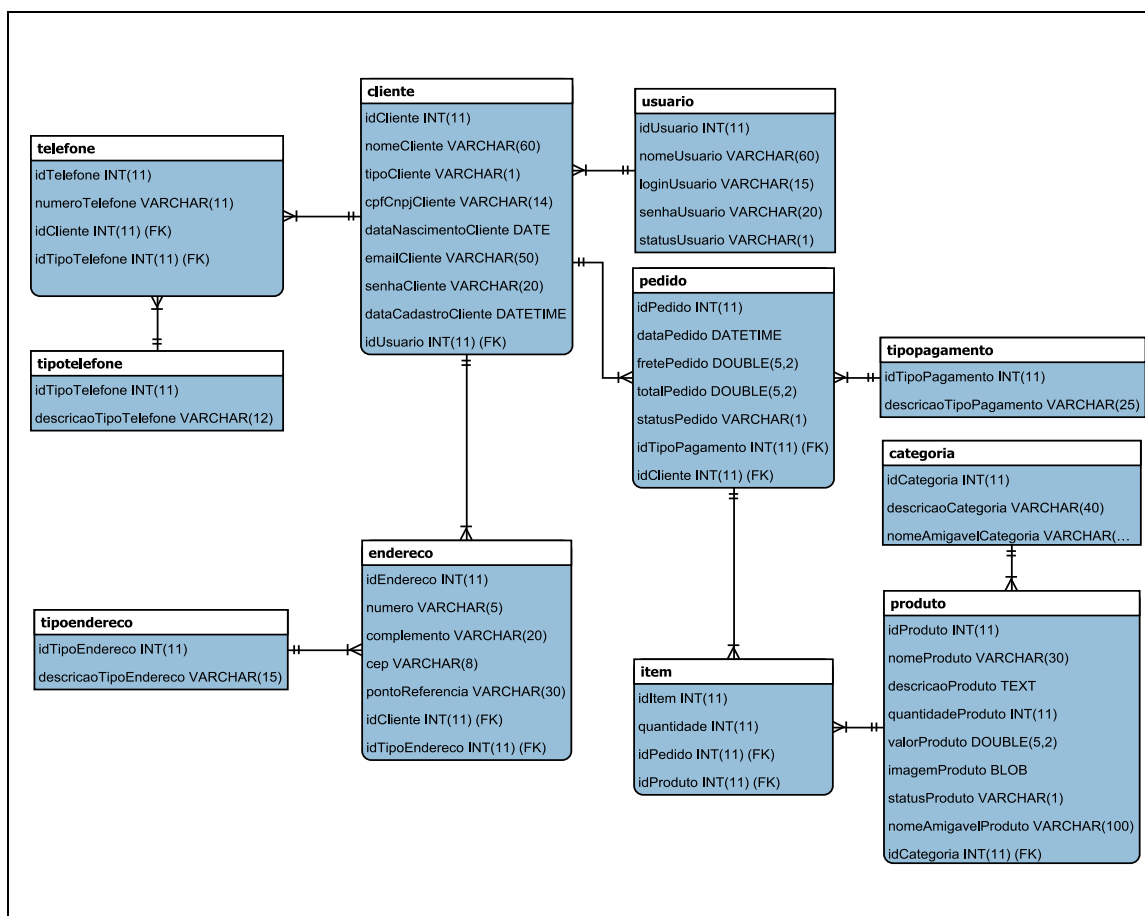 cliente
idCliente INT(11)
nomeCliente VARCHAR(60)
tipoCliente VARCHAR(1)
cpfCnpjCliente VARCHAR(14)
dataNascimentoCliente DATE
emailCliente VARCHAR(50)
senhaCliente VARCHAR(20)
dataCadastroCliente DATETIME
idUsuario INT(11) (FK)
usuario
idUsuario INT(11)
nomeUsuario VARCHAR(60)
loginUsuario VARCHAR(15)
senhaUsuario VARCHAR(20)
statusUsuario VARCHAR(1)
telefone
idTelefone INT(11)
numeroTelefone VARCHAR(11)
idCliente INT(11) (FK)
idTipoTelefone INT(11) (FK)
tipotelefone
idTipoTelefone INT(11)
descricaoTipoTelefone VARCHAR(12)
pedido
idPedido INT(11)
dataPedido DATETIME
fretePedido DOUBLE(5,2)
totalPedido DOUBLE(5,2)
statusPedido VARCHAR(1)
idTipoPagamento INT(11) (FK)
idCliente INT(11) (FK)
tipopagamento
idTipoPagamento INT(11)
descricaoTipoPagamento VARCHAR(25)
categoria
idCategoria INT(11)
descricaoCategoria VARCHAR(40)
nomeAmigavelCategoria VARCHAR(...
endereco
idEndereco INT(11)
numero VARCHAR(5)
complemento VARCHAR(20)
cep VARCHAR(8)
pontoReferencia VARCHAR(30)
idCliente INT(11) (FK)
idTipoEndereco INT(11) (FK)
tipoendereco
idTipoEndereco INT(11)
descricaoTipoEndereco VARCHAR(15)
item
idItem INT(11)
quantidade INT(11)
idPedido INT(11) (FK)
idProduto INT(11) (FK)
produto
idProduto INT(11)
nomeProduto VARCHAR(30)
descricaoProduto TEXT
quantidadeProduto INT(11)
valorProduto DOUBLE(5,2)
imagemProduto BLOB
statusProduto VARCHAR(1)
nomeAmigavelProduto VARCHAR(100)
idCategoria INT(11) (FK)